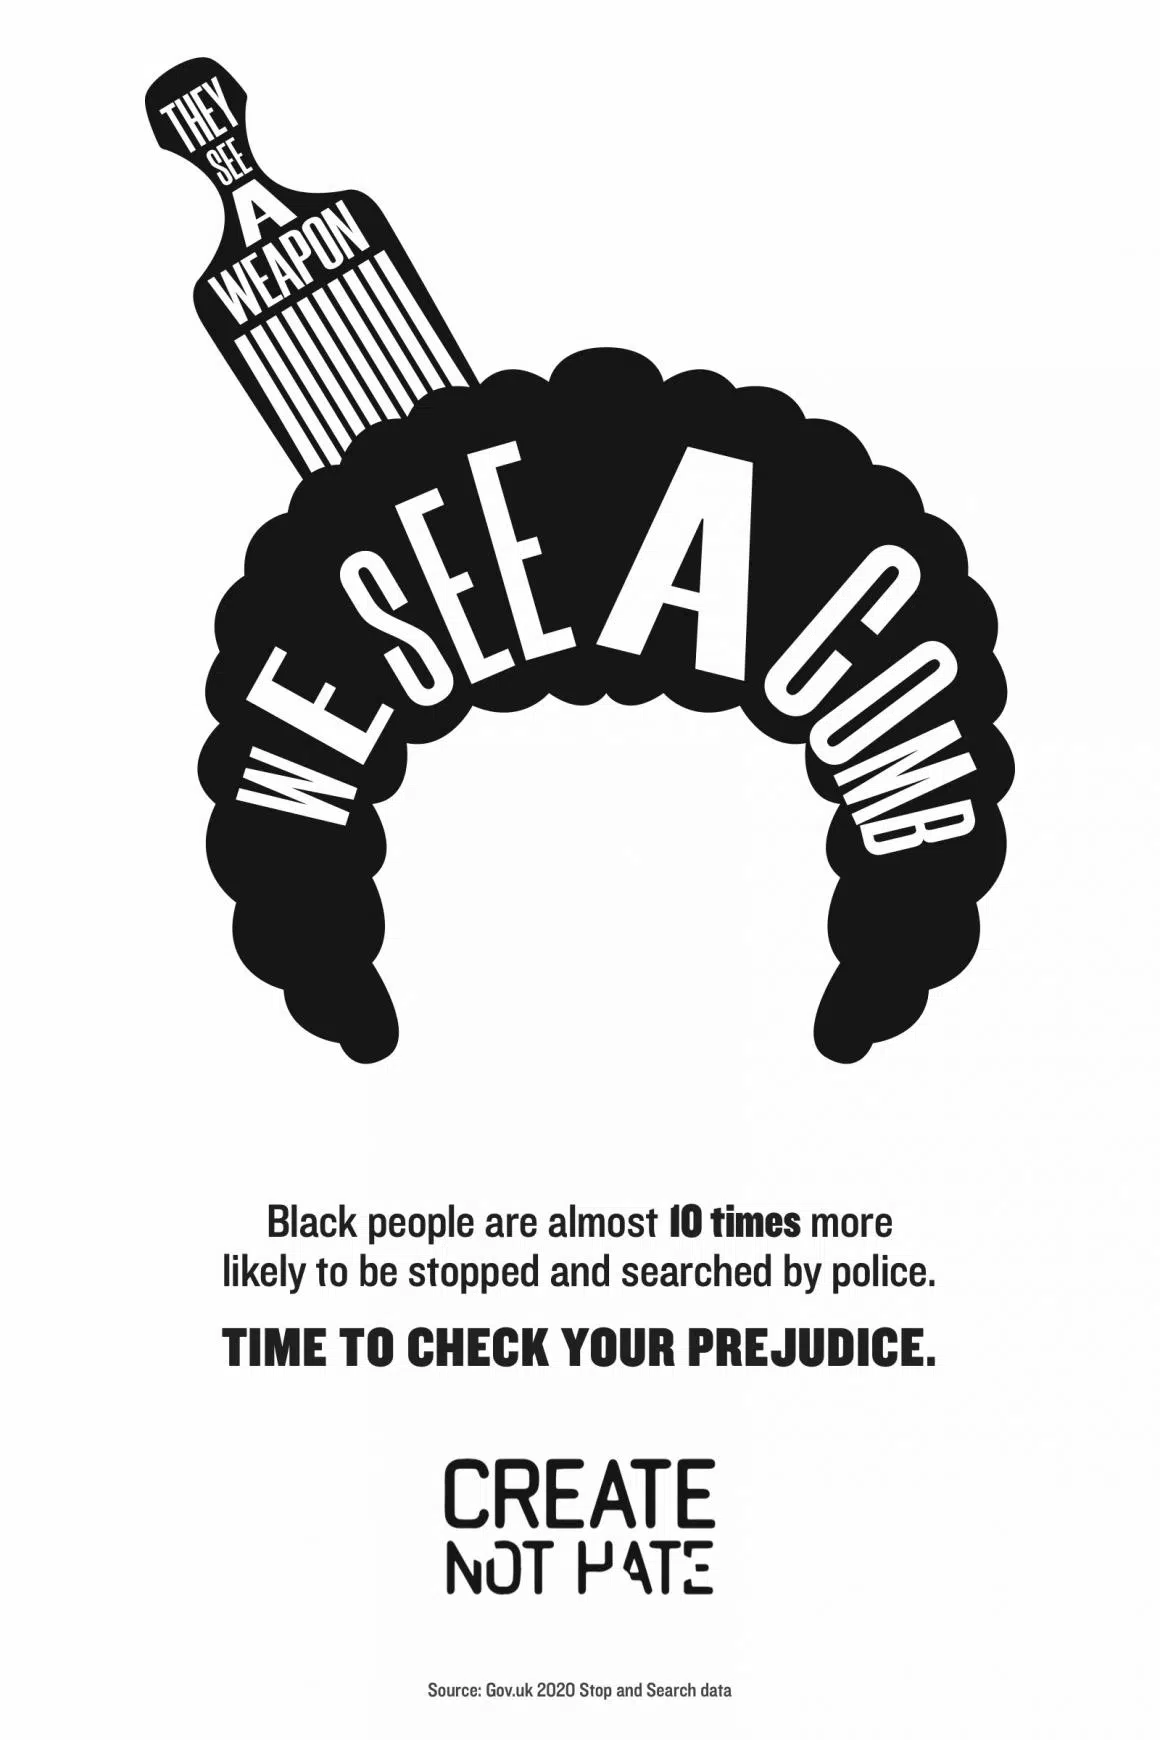 THEY
SEE
A
WEAPON
WE SEE A COMB
Black people are almost 10 times more
likely to be stopped and searched by police.
TIME TO CHECK YOUR PREJUDICE.
CREATE
NOT HATE
Source: Gov.uk 2020 Stop and Search data